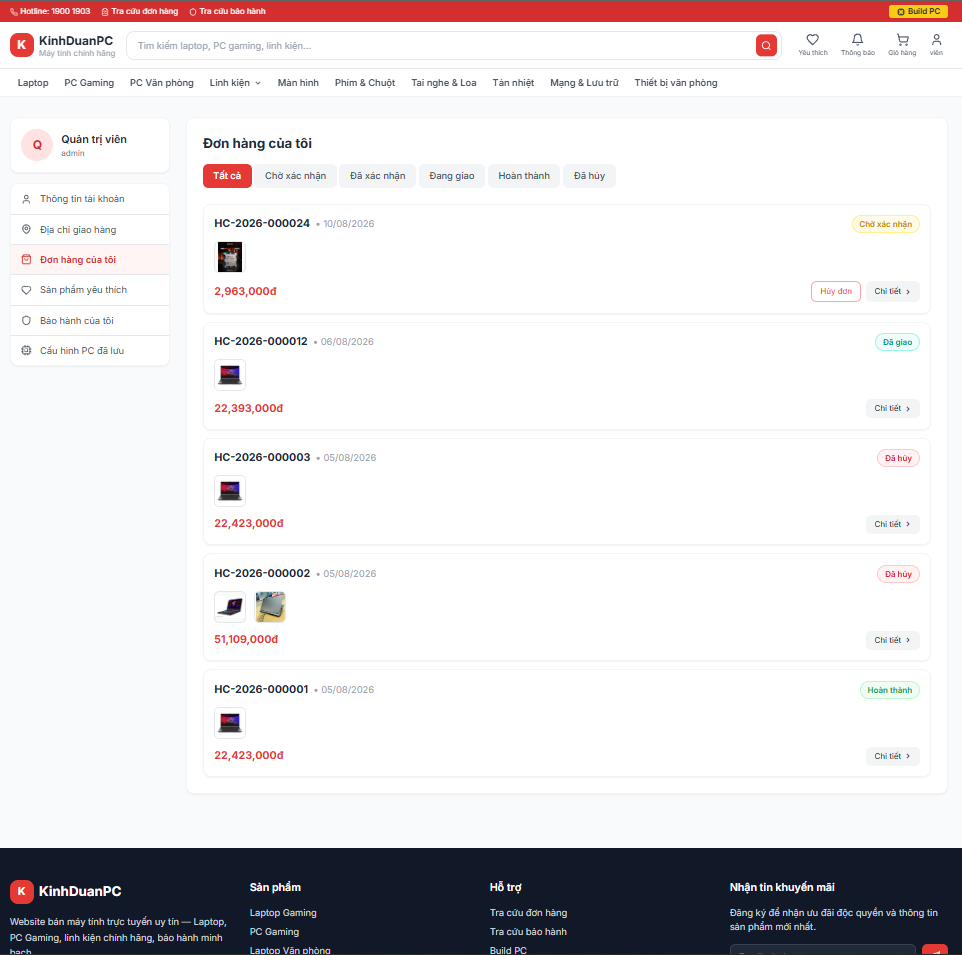 Hotline: 1900 1903 Tra cứu đơn hàng Tra cứu bảo hành Build PC
K KinhDuanPC
Máy tính chính hãng
Tìm kiếm laptop, PC gaming, linh kiện...
Yêu thích Thông báo Giỏ hàng viên
Laptop PC Gaming PC Văn phòng Linh kiện Màn hình Phím & Chuột Tai nghe & Loa Tản nhiệt Mạng & Lưu trữ Thiết bị văn phòng
Q Quản trị viên
admin
Thông tin tài khoản
Địa chỉ giao hàng
Đơn hàng của tôi
Sản phẩm yêu thích
Bảo hành của tôi
Cấu hình PC đã lưu
Đơn hàng của tôi
Tất cả Chờ xác nhận Đã xác nhận Đang giao Hoàn thành Đã hủy
HC-2026-000024 • 10/08/2026 Chờ xác nhận
2,963,000đ Hủy đơn Chi tiết
HC-2026-000012 • 06/08/2026 Đã giao
22,393,000đ Chi tiết
HC-2026-000003 • 05/08/2026 Đã hủy
22,423,000đ Chi tiết
HC-2026-000002 • 05/08/2026 Đã hủy
51,109,000đ Chi tiết
HC-2026-000001 • 05/08/2026 Hoàn thành
22,423,000đ Chi tiết
K KinhDuanPC
Website bán máy tính trực tuyến uy tín — Laptop,
PC Gaming, linh kiện chính hãng, bảo hành minh
bạch.
Sản phẩm
Laptop Gaming
PC Gaming
Laptop Văn phòng
Hỗ trợ
Tra cứu đơn hàng
Tra cứu bảo hành
Build PC
Nhận tin khuyến mãi
Đăng ký để nhận ưu đãi độc quyền và thông tin
sản phẩm mới nhất.